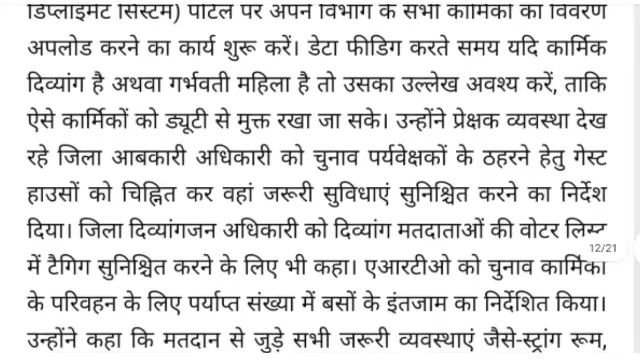 डिप्लाइमेंट सिस्टम) पोर्टल पर अपने विभाग के सभी कार्मिकों का विवरण
अपलोड करने का कार्य शुरू करें। डेटा फीडिंग करते समय यदि कार्मिक
दिव्यांग है अथवा गर्भवती महिला है तो उसका उल्लेख अवश्य करें, ताकि
ऐसे कार्मिकों को ड्यूटी से मुक्त रखा जा सके। उन्होंने प्रेक्षक व्यवस्था देख
रहे जिला आबकारी अधिकारी को चुनाव पर्यवेक्षकों के ठहरने हेतु गेस्ट
हाउसों को चिह्नित कर वहां जरूरी सुविधाएं सुनिश्चित करने का निर्देश
दिया। जिला दिव्यांगजन अधिकारी को दिव्यांग मतदाताओं की वोटर लिस्ट
12/21
में टैगिग सुनिश्चित करने के लिए भी कहा। एआरटीओ को चुनाव कार्मिकों
के परिवहन के लिए पर्याप्त संख्या में बसों के इंतजाम का निर्देशित किया।
उन्होंने कहा कि मतदान से जुड़े सभी जरूरी व्यवस्थाएं जैसे-स्ट्रांग रूम,